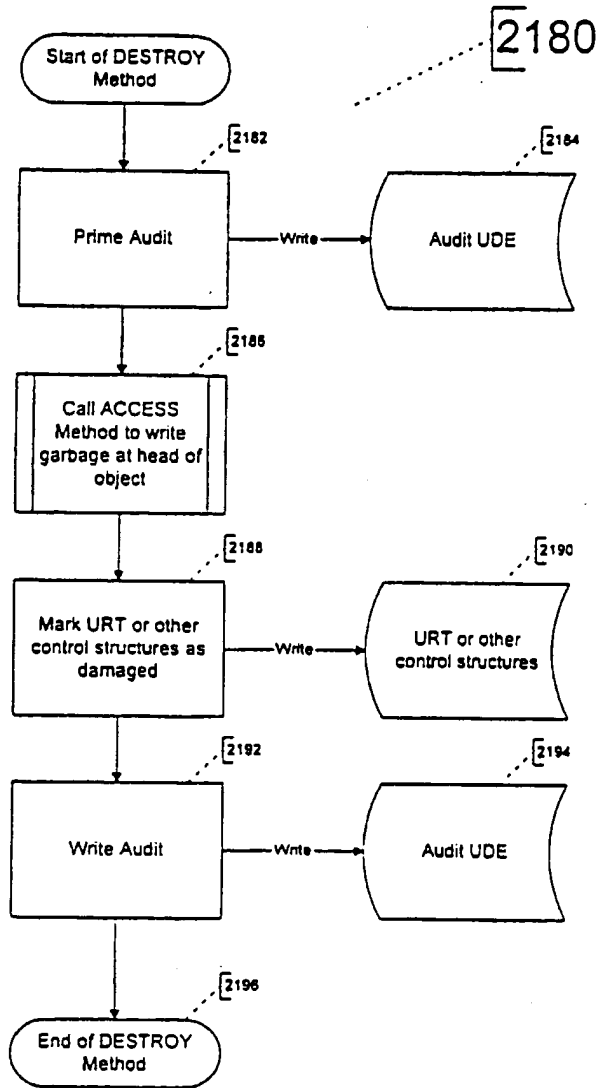 2180
Start of DESTROY
Method
2182
2184
Prime Audit
Write
Audit UDE
2186
Call ACCESS
Method to write
garbage at head of
object
2188
2190
Mark URT or other
control structures as
damaged
Write
URT or other
control structures
2192
2194
Write Audit
Write
Audit UDE
2196
End of DESTROY
Method